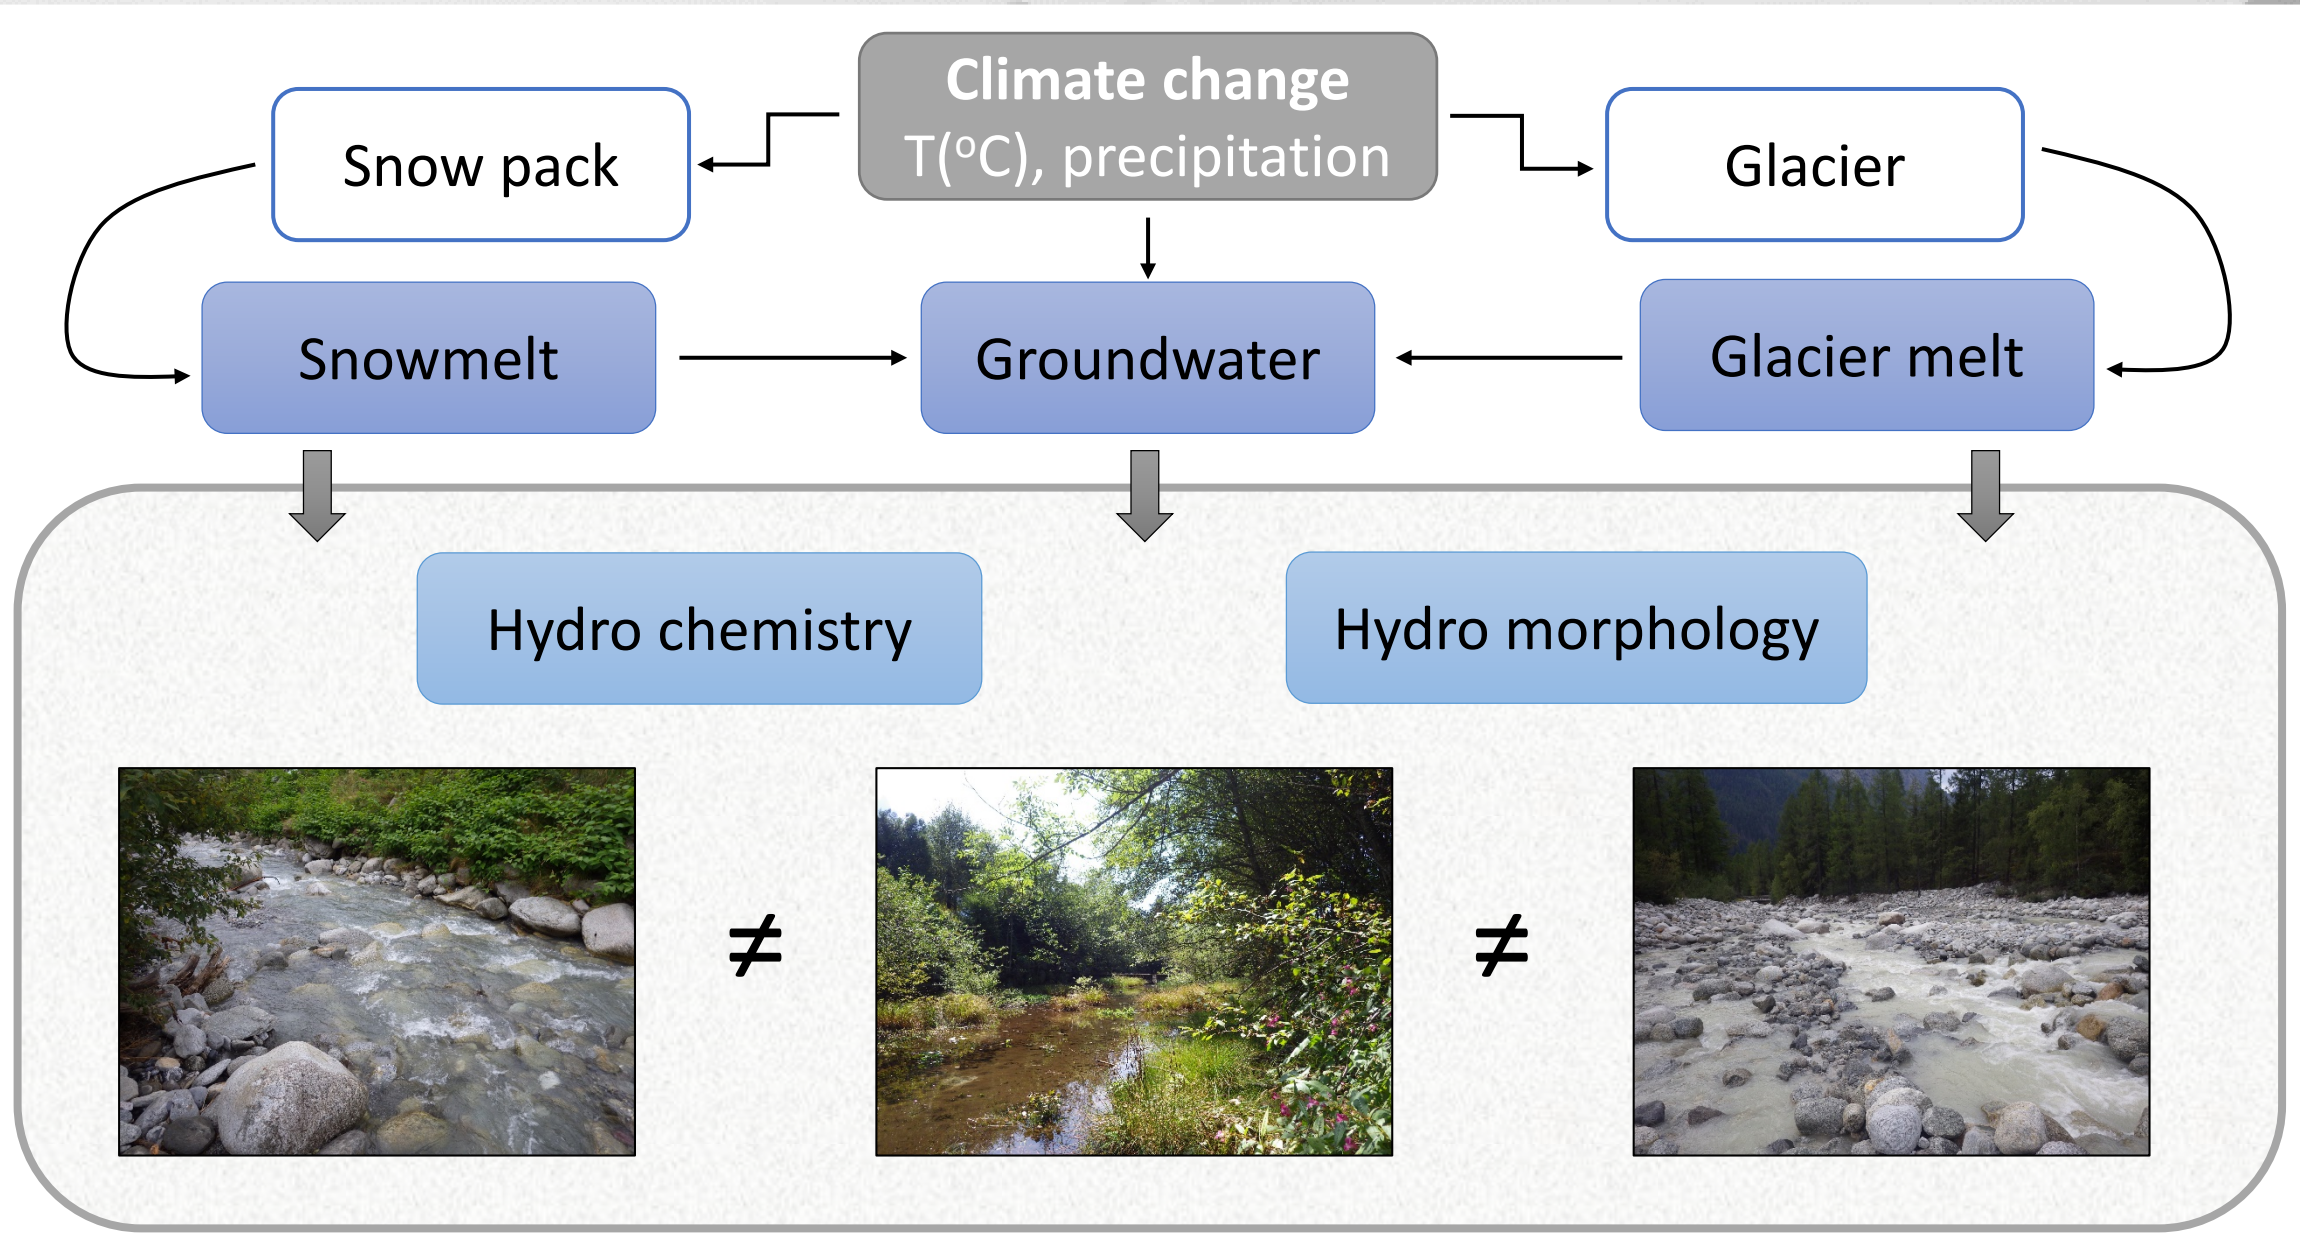 Climate change
T(°C), precipitation
Snow pack
Glacier
Snowmelt
Groundwater
Glacier melt
Hydro chemistry
Hydro morphology
≠
≠